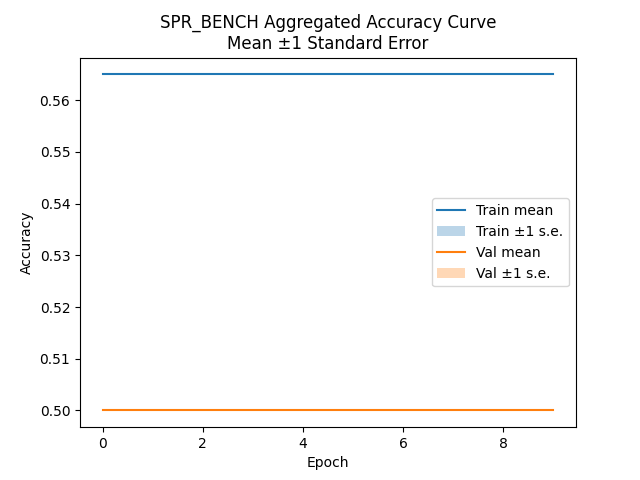 SPR_BENCH Aggregated Accuracy Curve
Mean ±1 Standard Error
Accuracy
0.56
0.55
0.54
0.53
0.52
0.51
0.50
Train mean
Train ±1 s.e.
Val mean
Val ±1 s.e.
0 2 4 6 8
Epoch